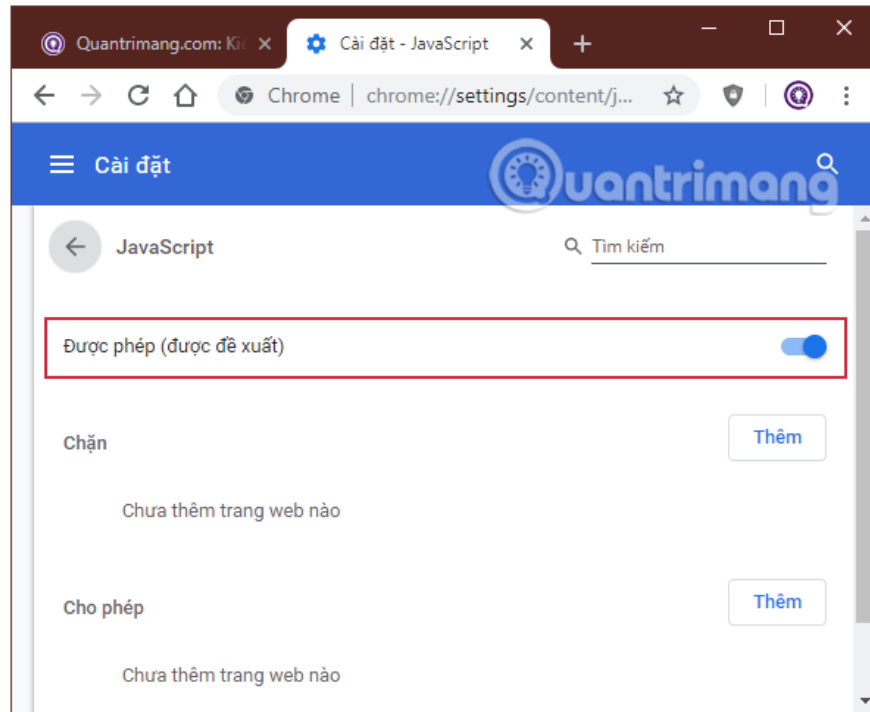 Quantrimang.com: Ki
Cài đặt - JavaScript
Chrome | chrome://settings/content/j...
Cài đặt
Quantrimang
JavaScript
Tìm kiếm
Được phép (được đề xuất)
Chặn
Thêm
Chưa thêm trang web nào
Cho phép
Thêm
Chưa thêm trang web nào